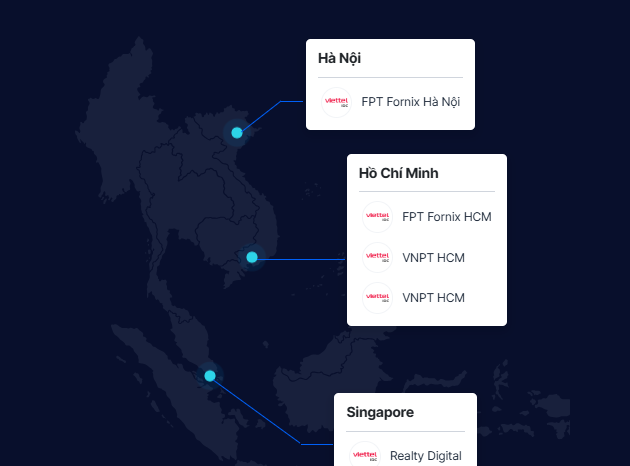 Hà Nội
viettel
IDC
FPT Fornix Hà Nội
Hồ Chí Minh
viettel
IDC
FPT Fornix HCM
viettel
IDC
VNPT HCM
viettel
IDC
VNPT HCM
Singapore
viettel
IDC
Realty Digital